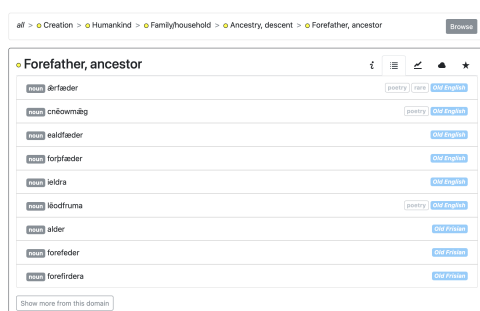 all > Creation > Humankind > Family/household > Ancestry, descent > Forefather, ancestor Browse
Forefather, ancestor
noun ǣrfæder poetry rare Old English
noun cnēowmǣg poetry Old English
noun ealdfæder Old English
noun forþfæder Old English
noun ieldra Old English
noun lēodfruma poetry Old English
noun alder Old Frisian
noun forefeder Old Frisian
noun forefirdera Old Frisian
Show more from this domain